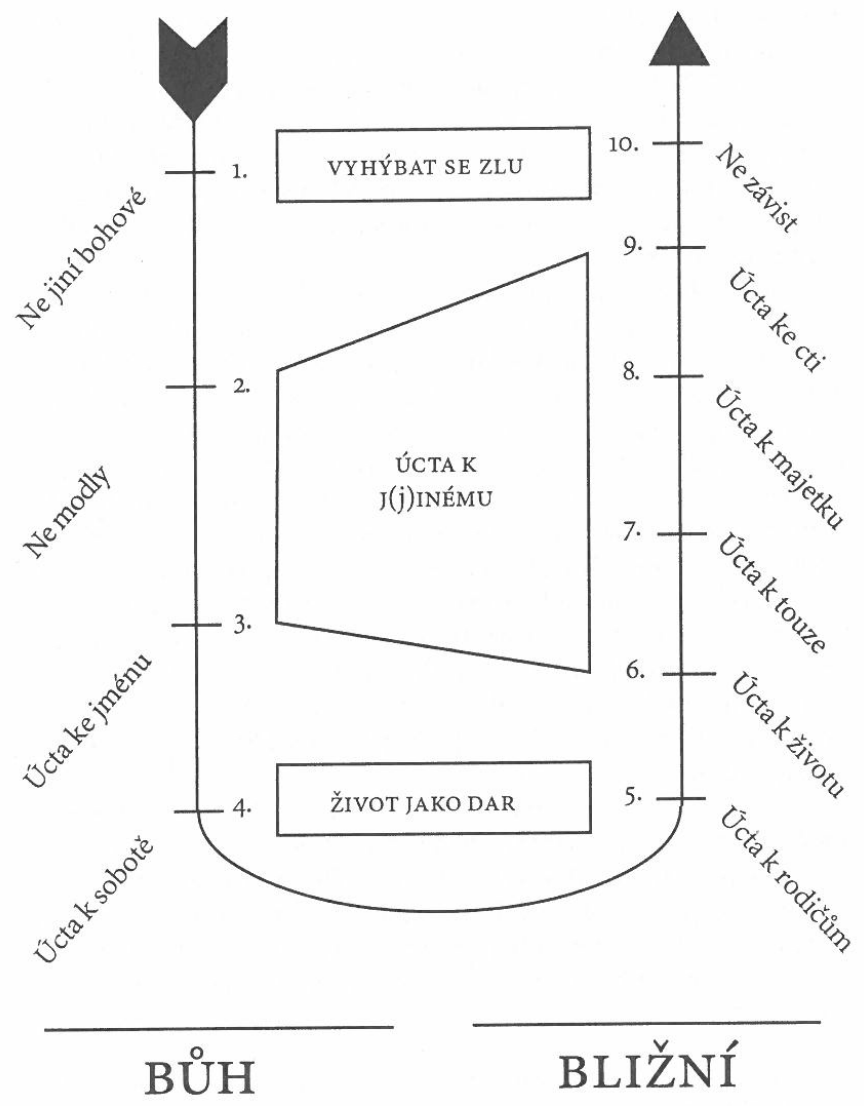 1.
VYHÝBAT SE ZLU
10.
Ne jiní bohové
Ne závist
9.
2.
Úcta ke cti
8.
Ne modly
ÚCTA K
J(J)INÉMU
Úcta k majetku
7.
3.
Úcta k touze
6.
Úcta ke jménu
Úcta k životu
4.
ŽIVOT JAKO DAR
5.
Úcta k sobotě
Úcta k rodičům
BŮH
BLIŽNÍ